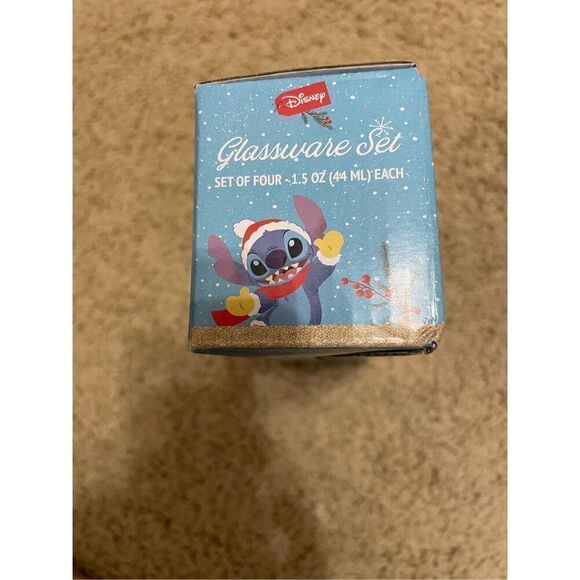 Disney
Glassware Set
SET OF FOUR - 1.5 OZ (44 ML) EACH